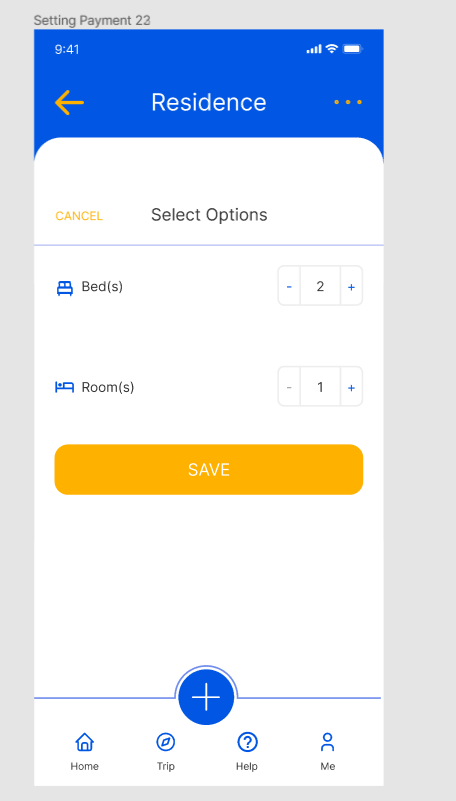 Setting Payment 23
9:41
Residence
CANCEL Select Options
Bed(s) - 2 +
Room(s) - 1 +
SAVE
Home Trip Help Me